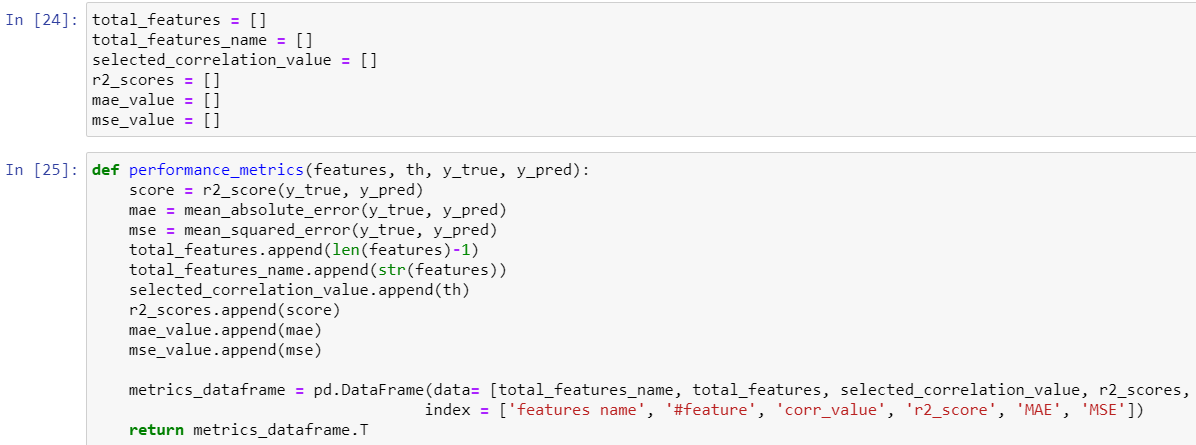 In [24]: total_features = []
total_features_name = []
selected_correlation_value = []
r2_scores = []
mae_value = []
mse_value = []
In [25]: def performance_metrics(features, th, y_true, y_pred):
    score = r2_score(y_true, y_pred)
    mae = mean_absolute_error(y_true, y_pred)
    mse = mean_squared_error(y_true, y_pred)
    total_features.append(len(features)-1)
    total_features_name.append(str(features))
    selected_correlation_value.append(th)
    r2_scores.append(score)
    mae_value.append(mae)
    mse_value.append(mse)
    metrics_dataframe = pd.DataFrame(data= [total_features_name, total_features, selected_correlation_value, r2_scores,
                                    index = ['features name', '#feature', 'corr_value', 'r2_score', 'MAE', 'MSE'])
    return metrics_dataframe.T